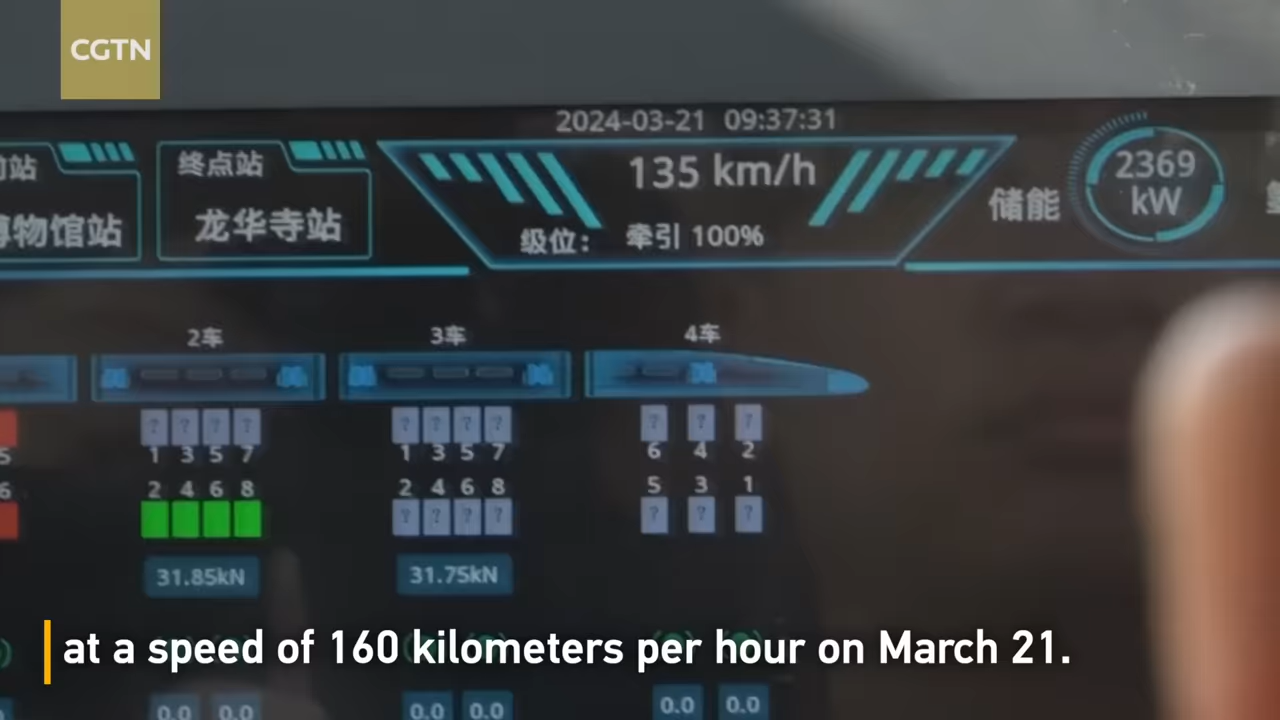 CGTN
2024-03-21 09:37:31
终点站
135 km/h
2369
kW
储能
博物馆站
龙华寺站
级位: 牵引 100%
2车
3车
4车
? ? ? ?
? ? ? ?
? ? ?
5
1 3 5 7
1 3 5 7
6 4 2
6
2 4 6 8
2 4 6 8
5 3 1
? ? ? ?
? ? ?
31.85kN
31.75kN
at a speed of 160 kilometers per hour on March 21.
0.0 0.0
0.0 0.0
0.0 0.0